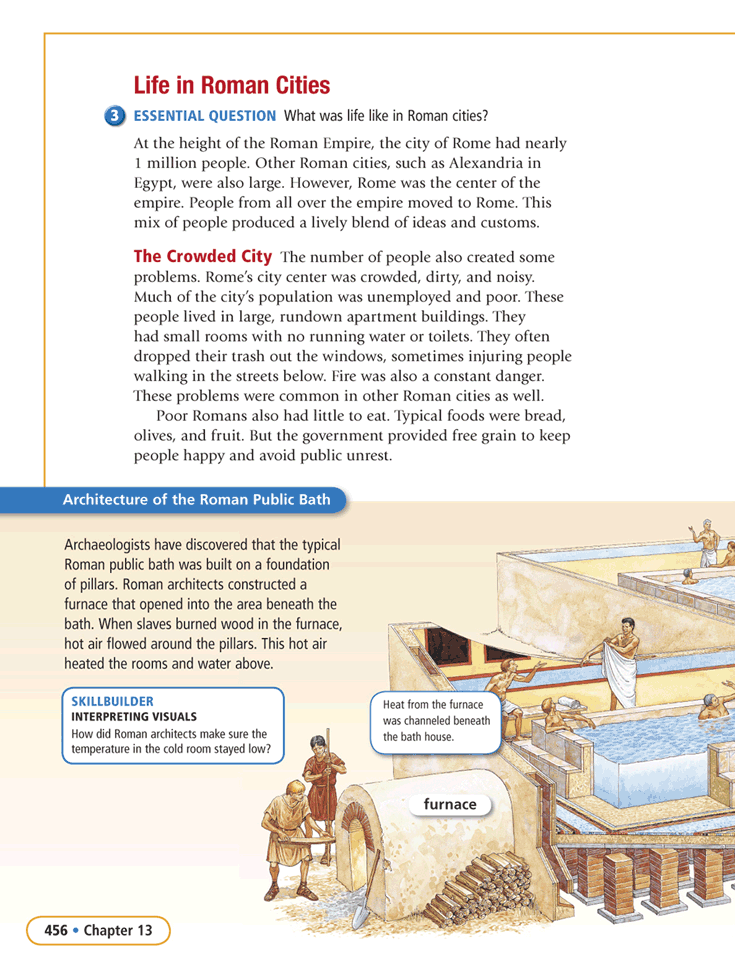 Life in Roman Cities
3 ESSENTIAL QUESTION What was life like in Roman cities?
At the height of the Roman Empire, the city of Rome had nearly
1 million people. Other Roman cities, such as Alexandria in
Egypt, were also large. However, Rome was the center of the
empire. People from all over the empire moved to Rome. This
mix of people produced a lively blend of ideas and customs.
The Crowded City The number of people also created some
problems. Rome's city center was crowded, dirty, and noisy.
Much of the city's population was unemployed and poor. These
people lived in large, rundown apartment buildings. They
had small rooms with no running water or toilets. They often
dropped their trash out the windows, sometimes injuring people
walking in the streets below. Fire was also a constant danger.
These problems were common in other Roman cities as well.
Poor Romans also had little to eat. Typical foods were bread,
olives, and fruit. But the government provided free grain to keep
people happy and avoid public unrest.
Architecture of the Roman Public Bath
Archaeologists have discovered that the typical
Roman public bath was built on a foundation
of pillars. Roman architects constructed a
furnace that opened into the area beneath the
bath. When slaves burned wood in the furnace,
hot air flowed around the pillars. This hot air
heated the rooms and water above.
SKILLBUILDER
INTERPRETING VISUALS
How did Roman architects make sure the
temperature in the cold room stayed low?
Heat from the furnace
was channeled beneath
the bath house.
furnace
456 • Chapter 13